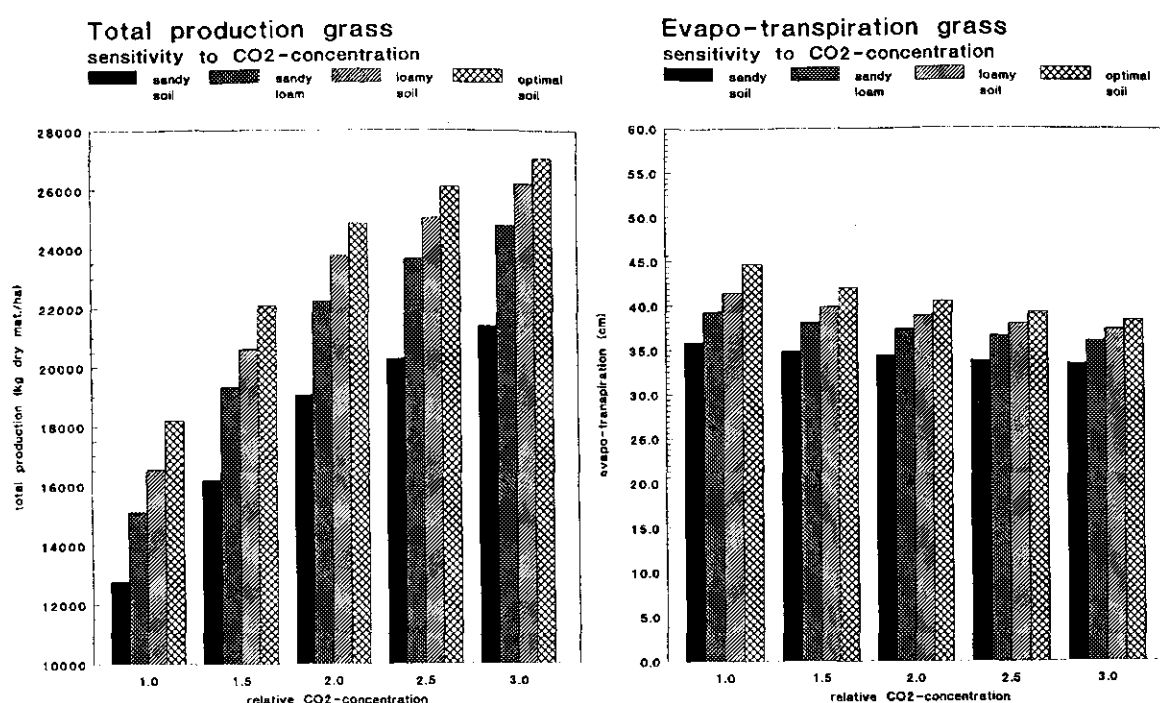 Total production grass
sensitivity to CO2-concentration
sandy soil
sandy loam
loamy soil
optimal soil
total production (kg dry mat./ha)
28000
26000
24000
22000
20000
18000
16000
14000
12000
10000
1.0 1.5 2.0 2.5 3.0
relative CO2-concentration
Evapo-transpiration grass
sensitivity to CO2-concentration
sandy soil
sandy loam
loamy soil
optimal soil
evapo-transpiration (cm)
60.0
55.0
50.0
45.0
40.0
35.0
30.0
25.0
20.0
15.0
10.0
5.0
0.0
1.0 1.5 2.0 2.5 3.0
relative CO2-concentration